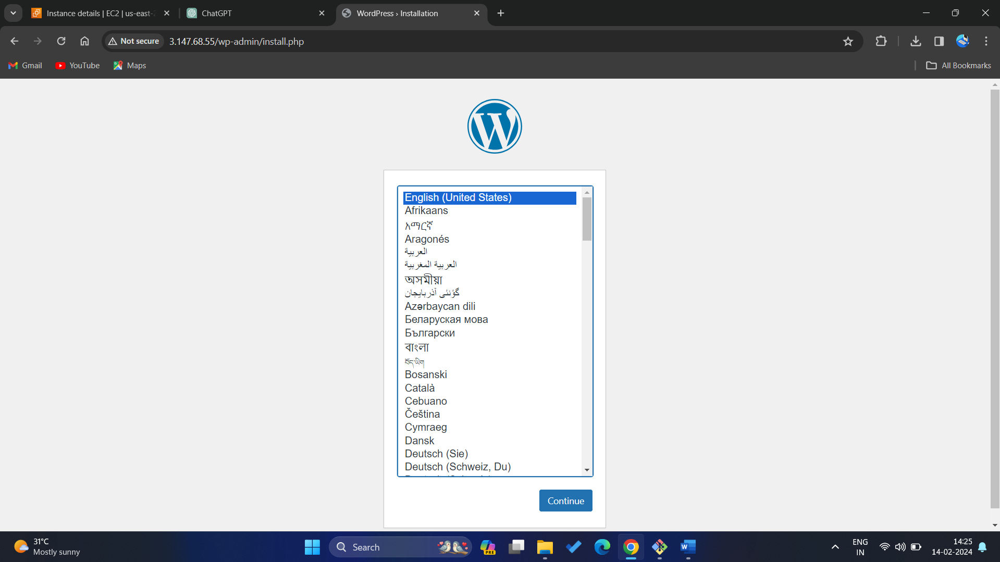 Instance details | EC2 | us-east-2
ChatGPT
WordPress › Installation
Not secure
3.147.68.55/wp-admin/install.php
Gmail
YouTube
Maps
All Bookmarks
English (United States)
Afrikaans
አማርኛ
Aragonés
العربية
العربية المغربية
অসমীয়া
گؤنئی آذربایجان
Azərbaycan dili
Беларуская мова
Български
বাংলা
བོད་ཡིག
Bosanski
Català
Cebuano
Čeština
Cymraeg
Dansk
Deutsch (Sie)
Deutsch (Schweiz, Du)
Continue
31°C
Mostly sunny
Search
PRE
ENG
IN
14:25
14-02-2024